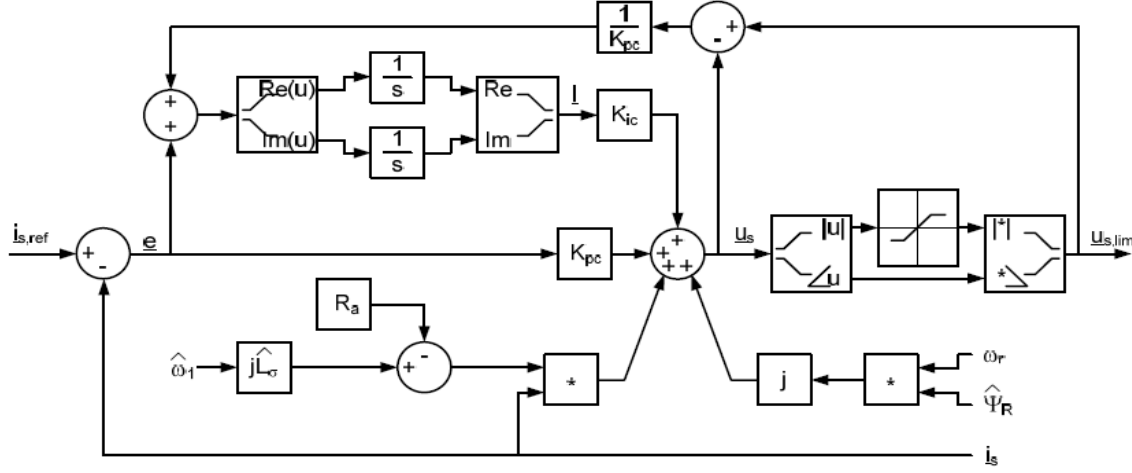 1
K_pc
+
-
+
+
Re(u)
Im(u)
1
s
1
s
Re
Im
I
K_ic
i_s,ref
+
-
e
K_pc
+
+
++
u_s
|u|
∠u
|*|
*∠
u_s,lim
R_a
ω̂_1
jL̂_σ
+
-
*
j
*
ω_r
Ψ̂_R
i_s